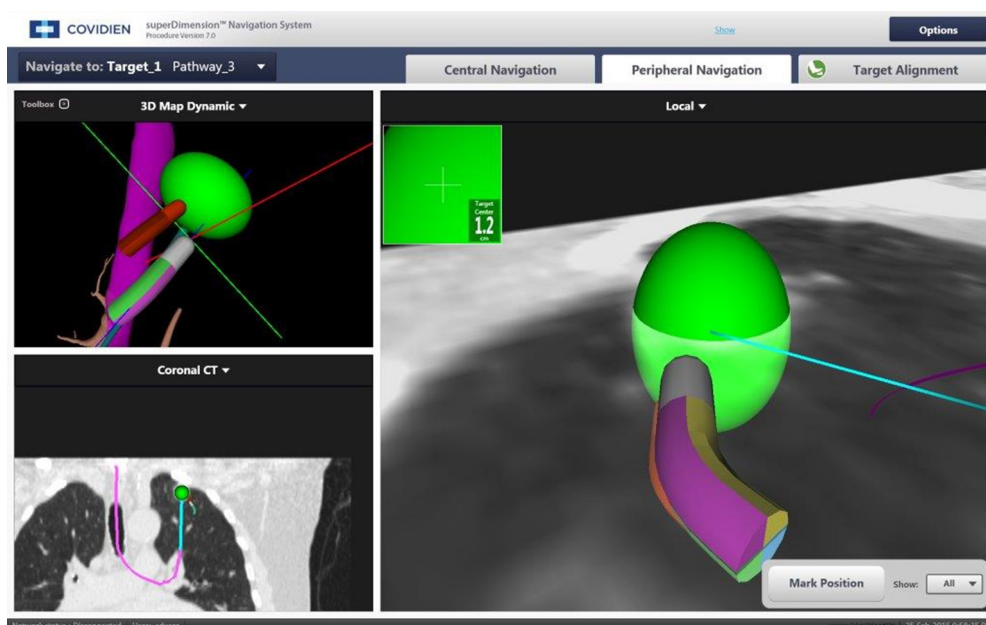 COVIDIEN
superDimension™ Navigation System
Procedure Version 7.0
Show
Options
Navigate to: Target_1 Pathway_3
Central Navigation
Peripheral Navigation
Target Alignment
Toolbox
3D Map Dynamic
Local
Target
Center
1.2
cm
Coronal CT
Mark Position
Show:
All